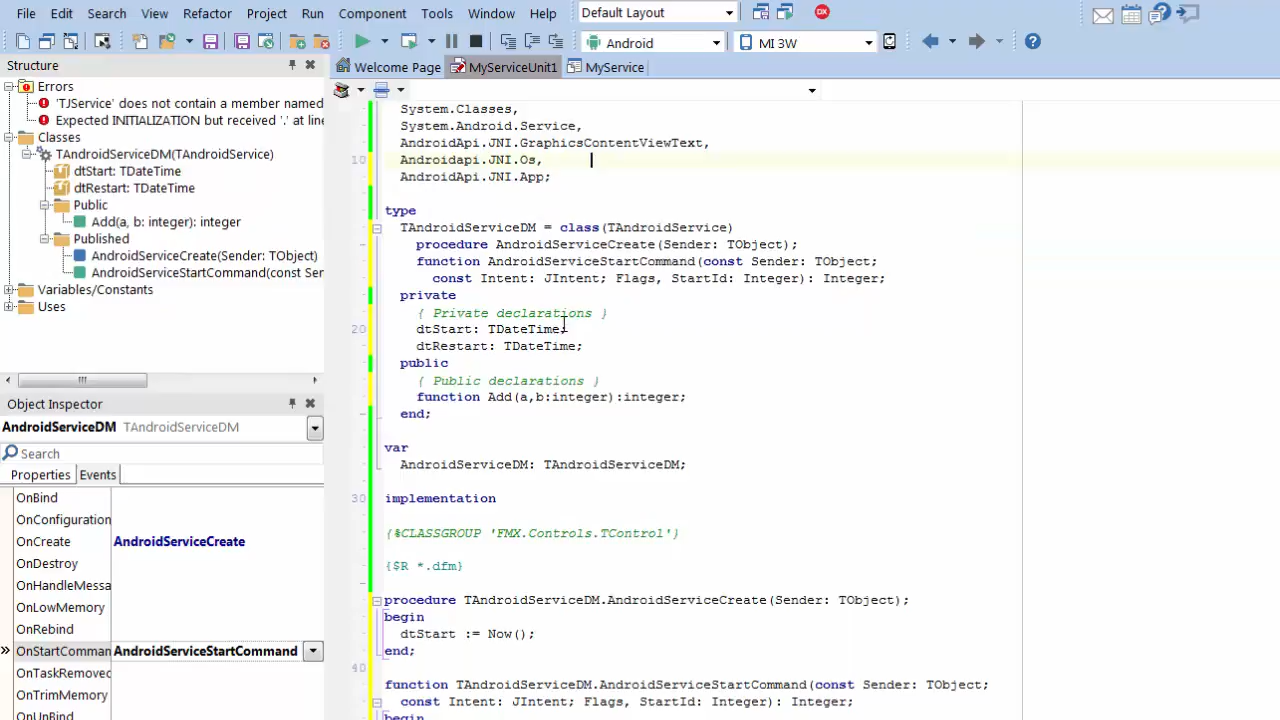 File Edit Search View Refactor Project Run Component Tools Window Help Default Layout DX
Android MI 3W ?
Structure
Welcome Page MyServiceUnit1 MyService
Errors
'TJService' does not contain a member named
Expected INITIALIZATION but received '.' at line
Classes
TAndroidServiceDM(TAndroidService)
dtStart: TDateTime
dtRestart: TDateTime
Public
Add(a, b: integer): integer
Published
AndroidServiceCreate(Sender: TObject)
AndroidServiceStartCommand(const Ser
Variables/Constants
Uses
Object Inspector
AndroidServiceDM TAndroidServiceDM
Search
Properties Events
OnBind
OnConfiguration
OnCreate AndroidServiceCreate
OnDestroy
OnHandleMessa
OnLowMemory
OnRebind
OnStartComman AndroidServiceStartCommand
OnTaskRemoved
OnTrimMemory
OnUnBind
System.Classes,
System.Android.Service,
AndroidApi.JNI.GraphicsContentViewText,
10 Androidapi.JNI.Os,
AndroidApi.JNI.App;
type
TAndroidServiceDM = class(TAndroidService)
procedure AndroidServiceCreate(Sender: TObject);
function AndroidServiceStartCommand(const Sender: TObject;
const Intent: JIntent; Flags, StartId: Integer): Integer;
private
{ Private declarations }
20 dtStart: TDateTime;
dtRestart: TDateTime;
public
{ Public declarations }
function Add(a,b:integer):integer;
end;
var
AndroidServiceDM: TAndroidServiceDM;
30 implementation
{%CLASSGROUP 'FMX.Controls.TControl'}
{$R *.dfm}
procedure TAndroidServiceDM.AndroidServiceCreate(Sender: TObject);
begin
dtStart := Now();
end;
40
function TAndroidServiceDM.AndroidServiceStartCommand(const Sender: TObject;
const Intent: JIntent; Flags, StartId: Integer): Integer;
begin